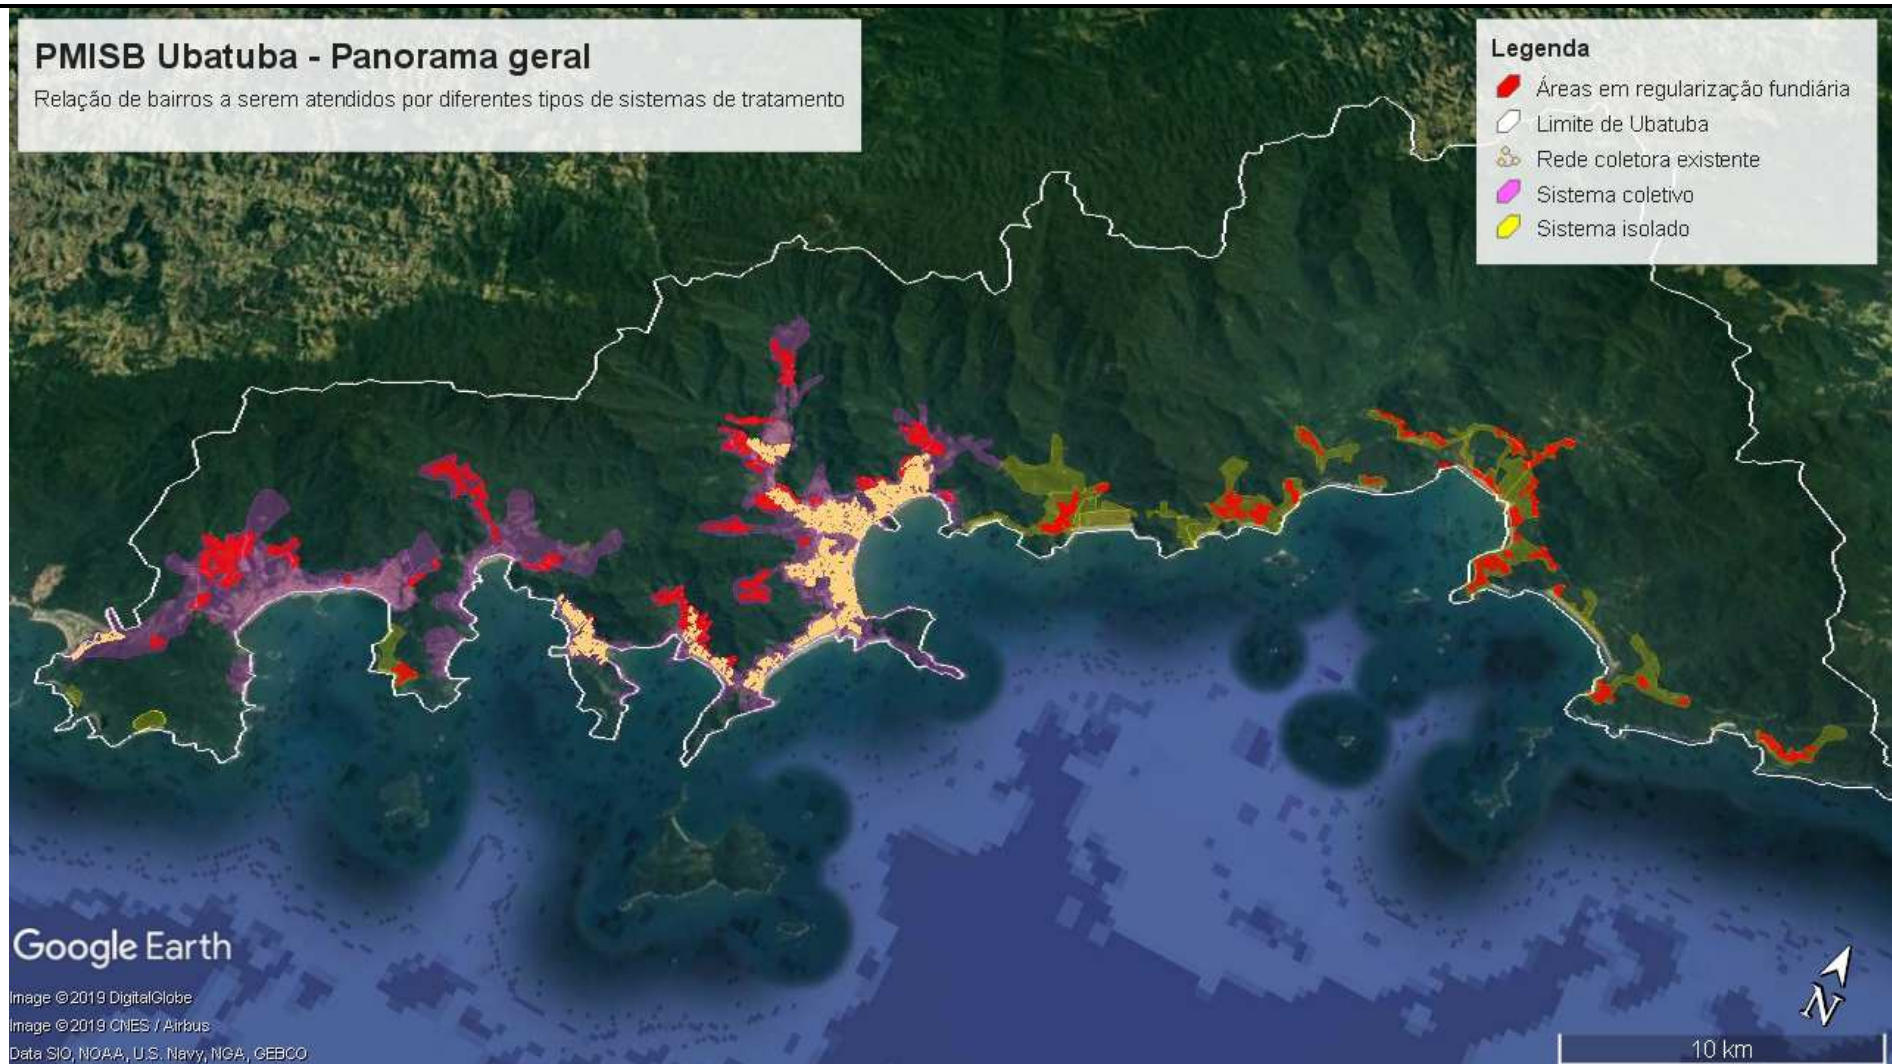 PMISB Ubatuba - Panorama geral
Relação de bairros a serem atendidos por diferentes tipos de sistemas de tratamento
Legenda
Áreas em regularização fundiária
Limite de Ubatuba
Rede coletora existente
Sistema coletivo
Sistema isolado
Google Earth
Image ©2019 DigitalGlobe
Image ©2019 CNES / Airbus
Data SIO, NOAA, U.S. Navy, NGA, GEBCO
N
10 km